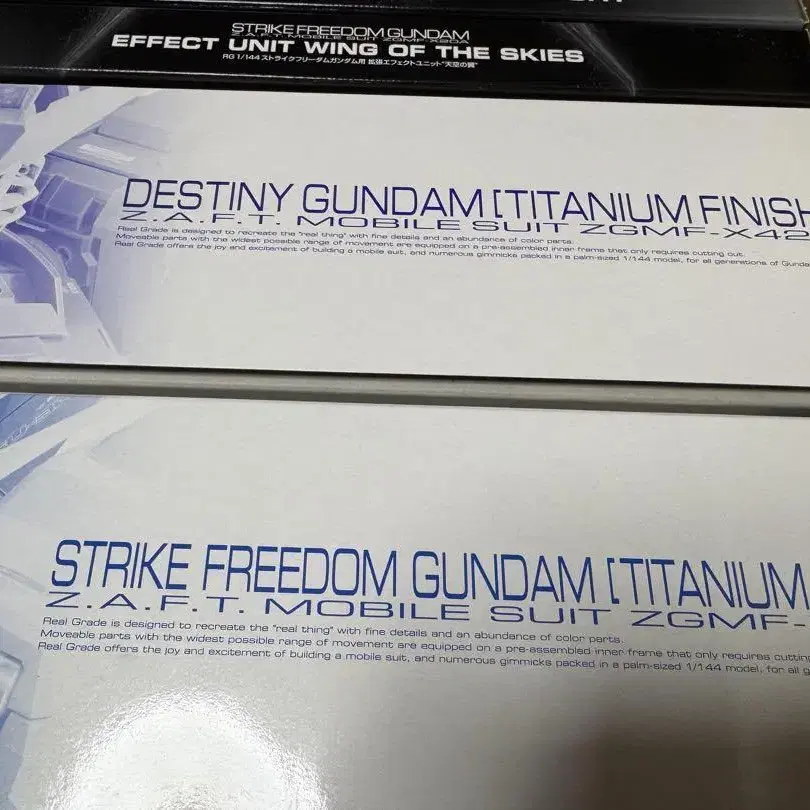 STRIKE FREEDOM GUNDAM
Z.A.F.T. MOBILE SUIT ZGMF-X20A
EFFECT UNIT WING OF THE SKIES
RG 1/144 ストライクフリーダムガンダム用 拡張エフェクトユニット"天空の翼"
DESTINY GUNDAM [TITANIUM FINISH
Z.A.F.T. MOBILE SUIT ZGMF-X42
Real Grade is designed to recreate the "real thing" with fine details and an abundance of color parts.
Moveable parts with the widest possible range of movement are equipped on a pre-assembled inner frame that only requires cutting out.
Real Grade offers the joy and excitement of building a mobile suit, and numerous gimmicks packed in a palm-sized 1/144 model, for all generations of Gunda
STRIKE FREEDOM GUNDAM [TITANIUM
Z.A.F.T. MOBILE SUIT ZGMF-
Real Grade is designed to recreate the "real thing" with fine details and an abundance of color parts.
Moveable parts with the widest possible range of movement are equipped on a pre-assembled inner frame that only requires cutting
Real Grade offers the joy and excitement of building a mobile suit, and numerous gimmicks packed in a palm-sized 1/144 model, for all g